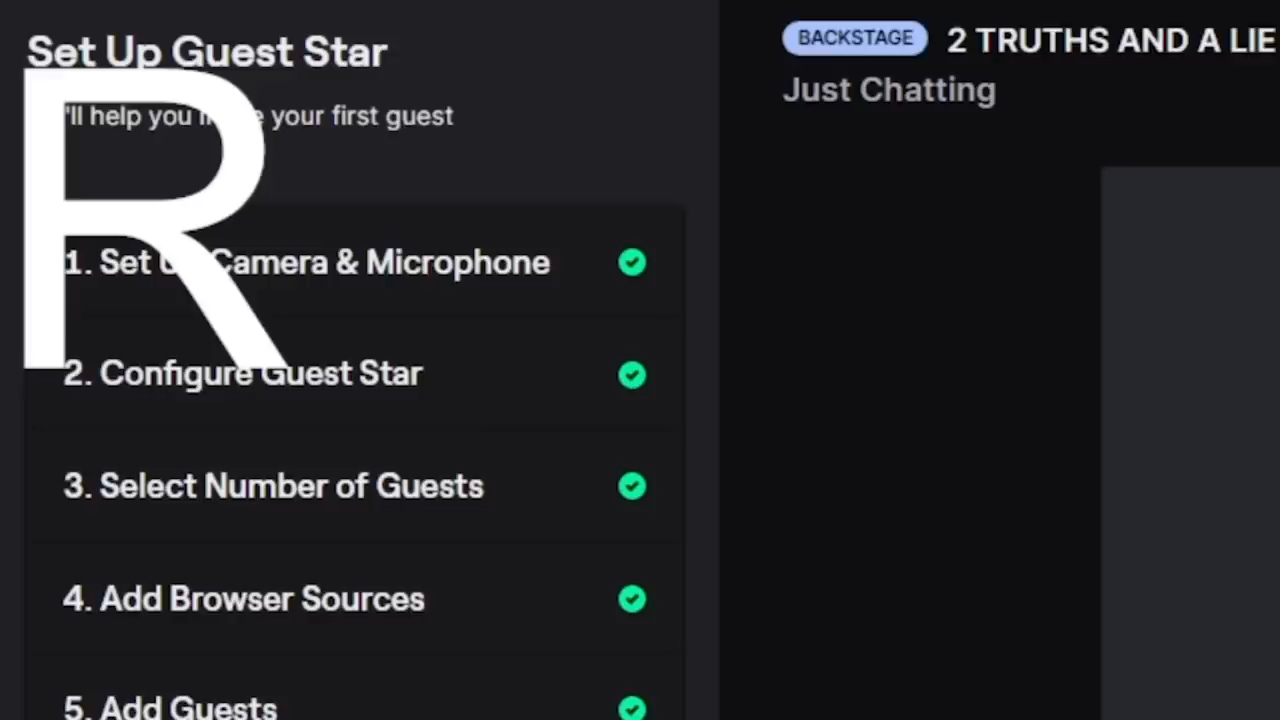 Set Up Guest Star
R
'll help you your first guest
1. Set Up Camera & Microphone
2. Configure Guest Star
3. Select Number of Guests
4. Add Browser Sources
5. Add Guests
BACKSTAGE 2 TRUTHS AND A LIE
Just Chatting